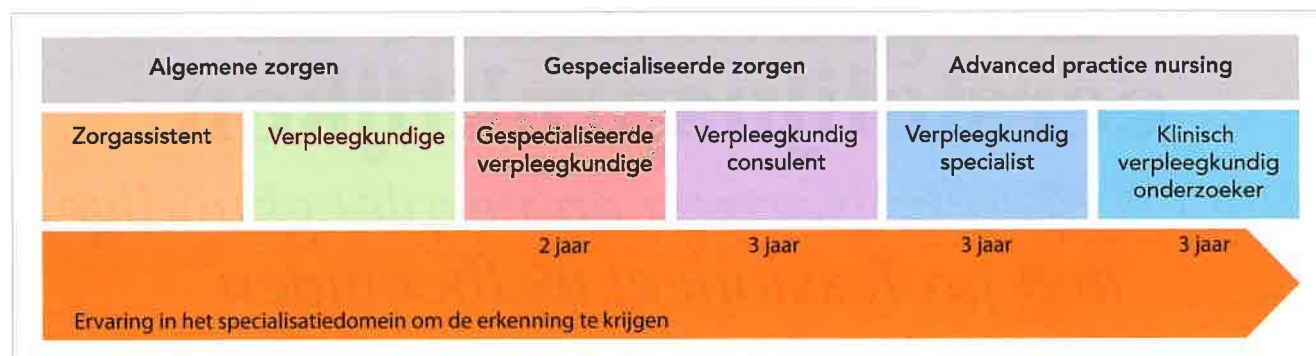 Algemene zorgen
Gespecialiseerde zorgen
Advanced practice nursing
Zorgassistent
Verpleegkundige
Gespecialiseerde
verpleegkundige
Verpleegkundig
consulent
Verpleegkundig
specialist
Klinisch
verpleegkundig
onderzoeker
2 jaar
3 jaar
3 jaar
3 jaar
Ervaring in het specialisatiedomein om de erkenning te krijgen